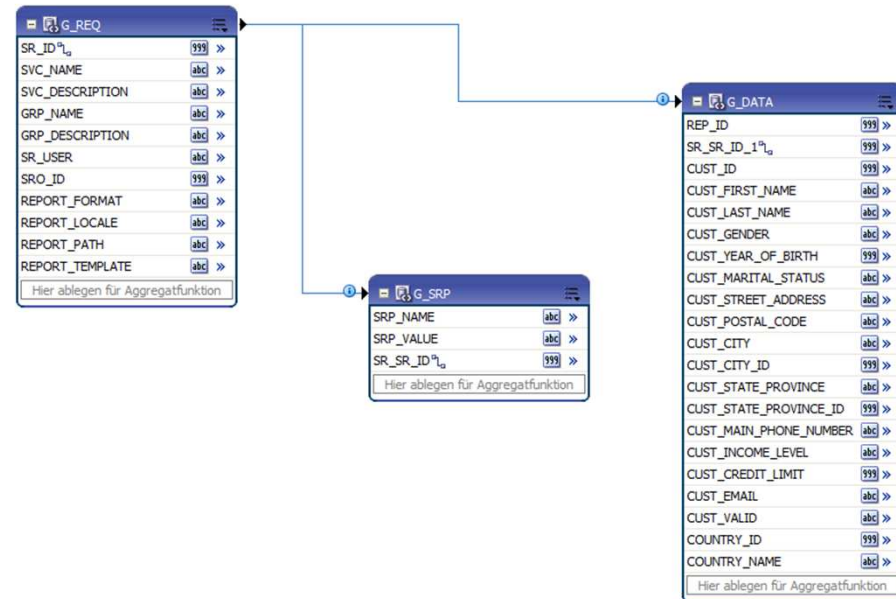 G_REQ
SR_ID 999
SVC_NAME abc
SVC_DESCRIPTION abc
GRP_NAME abc
GRP_DESCRIPTION abc
SR_USER abc
SRO_ID 999
REPORT_FORMAT abc
REPORT_LOCALE abc
REPORT_PATH abc
REPORT_TEMPLATE abc
Hier ablegen für Aggregatfunktion
G_SRP
SRP_NAME abc
SRP_VALUE abc
SR_SR_ID 999
Hier ablegen für Aggregatfunktion
G_DATA
REP_ID 999
SR_SR_ID_1 999
CUST_ID 999
CUST_FIRST_NAME abc
CUST_LAST_NAME abc
CUST_GENDER abc
CUST_YEAR_OF_BIRTH 999
CUST_MARITAL_STATUS abc
CUST_STREET_ADDRESS abc
CUST_POSTAL_CODE abc
CUST_CITY abc
CUST_CITY_ID 999
CUST_STATE_PROVINCE abc
CUST_STATE_PROVINCE_ID 999
CUST_MAIN_PHONE_NUMBER abc
CUST_INCOME_LEVEL abc
CUST_CREDIT_LIMIT 999
CUST_EMAIL abc
CUST_VALID abc
COUNTRY_ID 999
COUNTRY_NAME abc
Hier ablegen für Aggregatfunktion